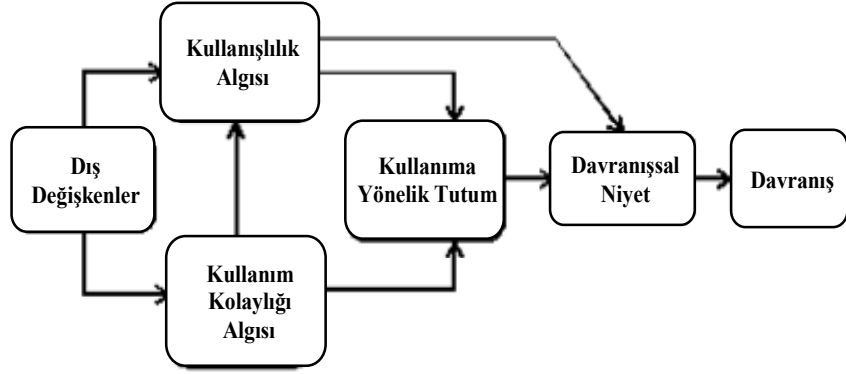 Kullanışlılık
Algısı
Dış
Değişkenler
Kullanıma
Yönelik Tutum
Davranışsal
Niyet
Davranış
Kullanım
Kolaylığı
Algısı